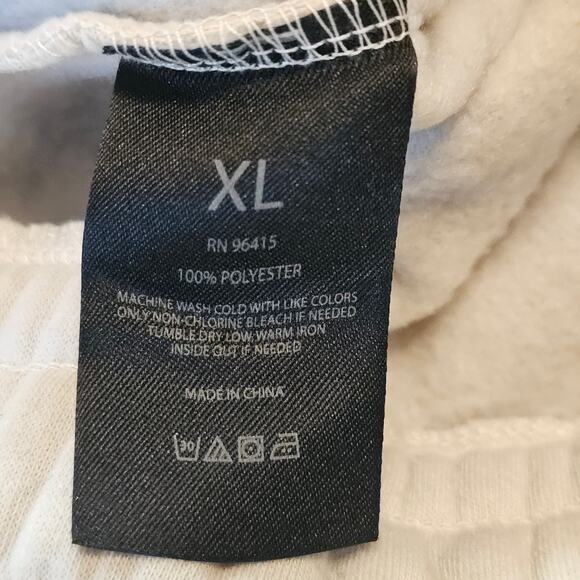 XL
RN 96415
100% POLYESTER
MACHINE WASH COLD WITH LIKE COLORS
ONLY NON-CHLORINE BLEACH IF NEEDED
TUMBLE DRY LOW, WARM IRON
INSIDE OUT IF NEEDED
MADE IN CHINA
30